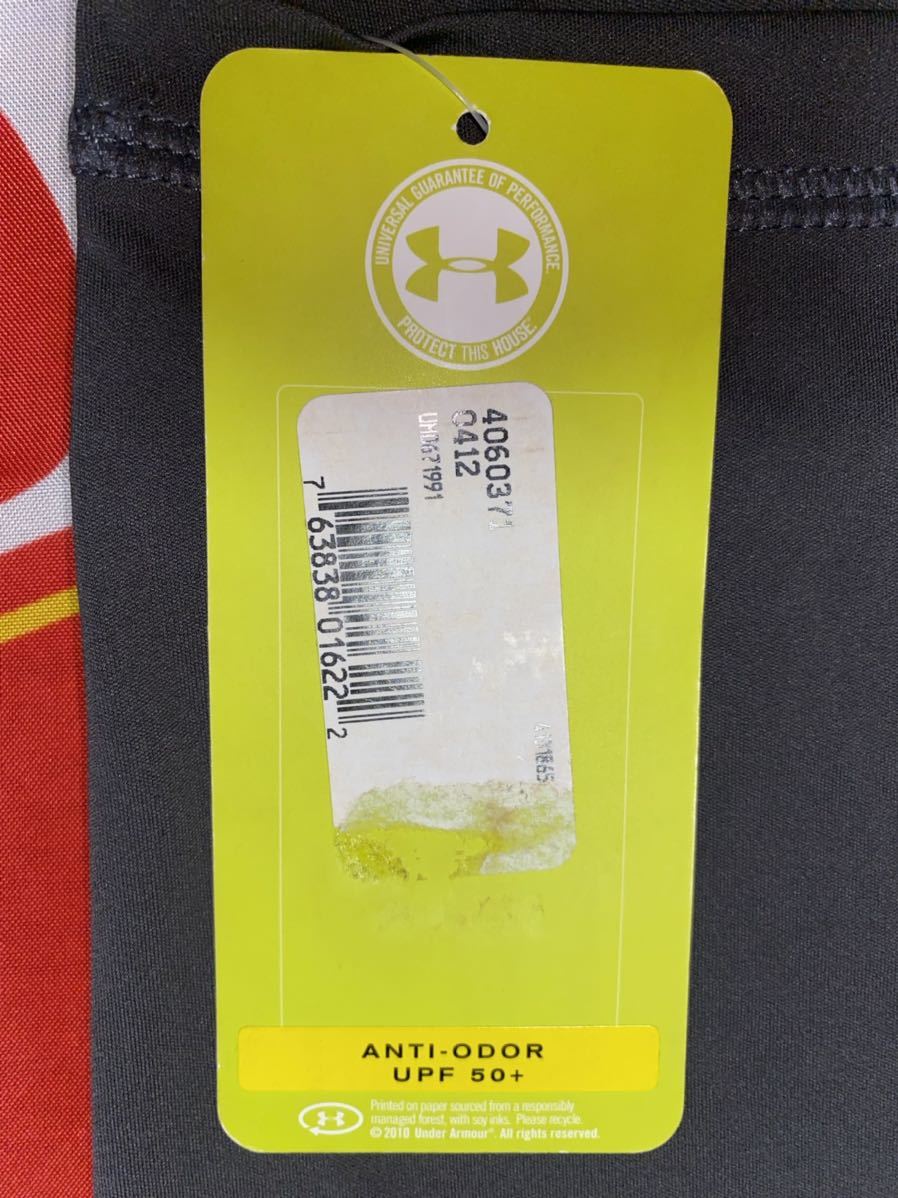 UNIVERSAL GUARANTEE OF PERFORMANCE.
PROTECT THIS HOUSE.®
4060371
0412
7 63838 01622 2
ANTI-ODOR
UPF 50+
Printed on paper sourced from a responsibly
managed forest, with soy inks. Please recycle.
© 2010 Under Armour®. All rights reserved.